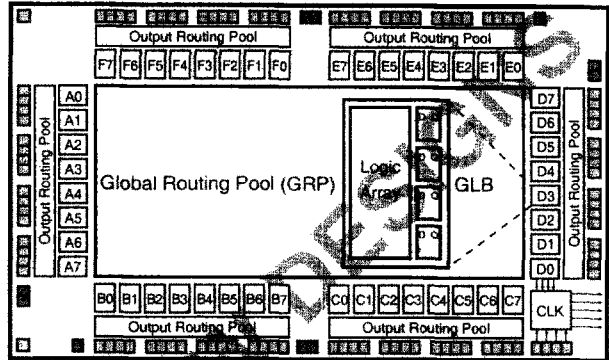 Output Routing Pool Output Routing Pool
F7 F6 F5 F4 F3 F2 F1 F0 E7 E6 E5 E4 E3 E2 E1 E0
Output Routing Pool
A0
A1
A2
A3
A4
A5
A6
A7
Global Routing Pool (GRP)
Logic
Array
D Q
D Q
D Q
D Q
GLB
D7
D6
D5
D4
D3
D2
D1
D0
Output Routing Pool
CLK
B0 B1 B2 B3 B4 B5 B6 B7 C0 C1 C2 C3 C4 C5 C6 C7
Output Routing Pool Output Routing Pool
DESIGNS